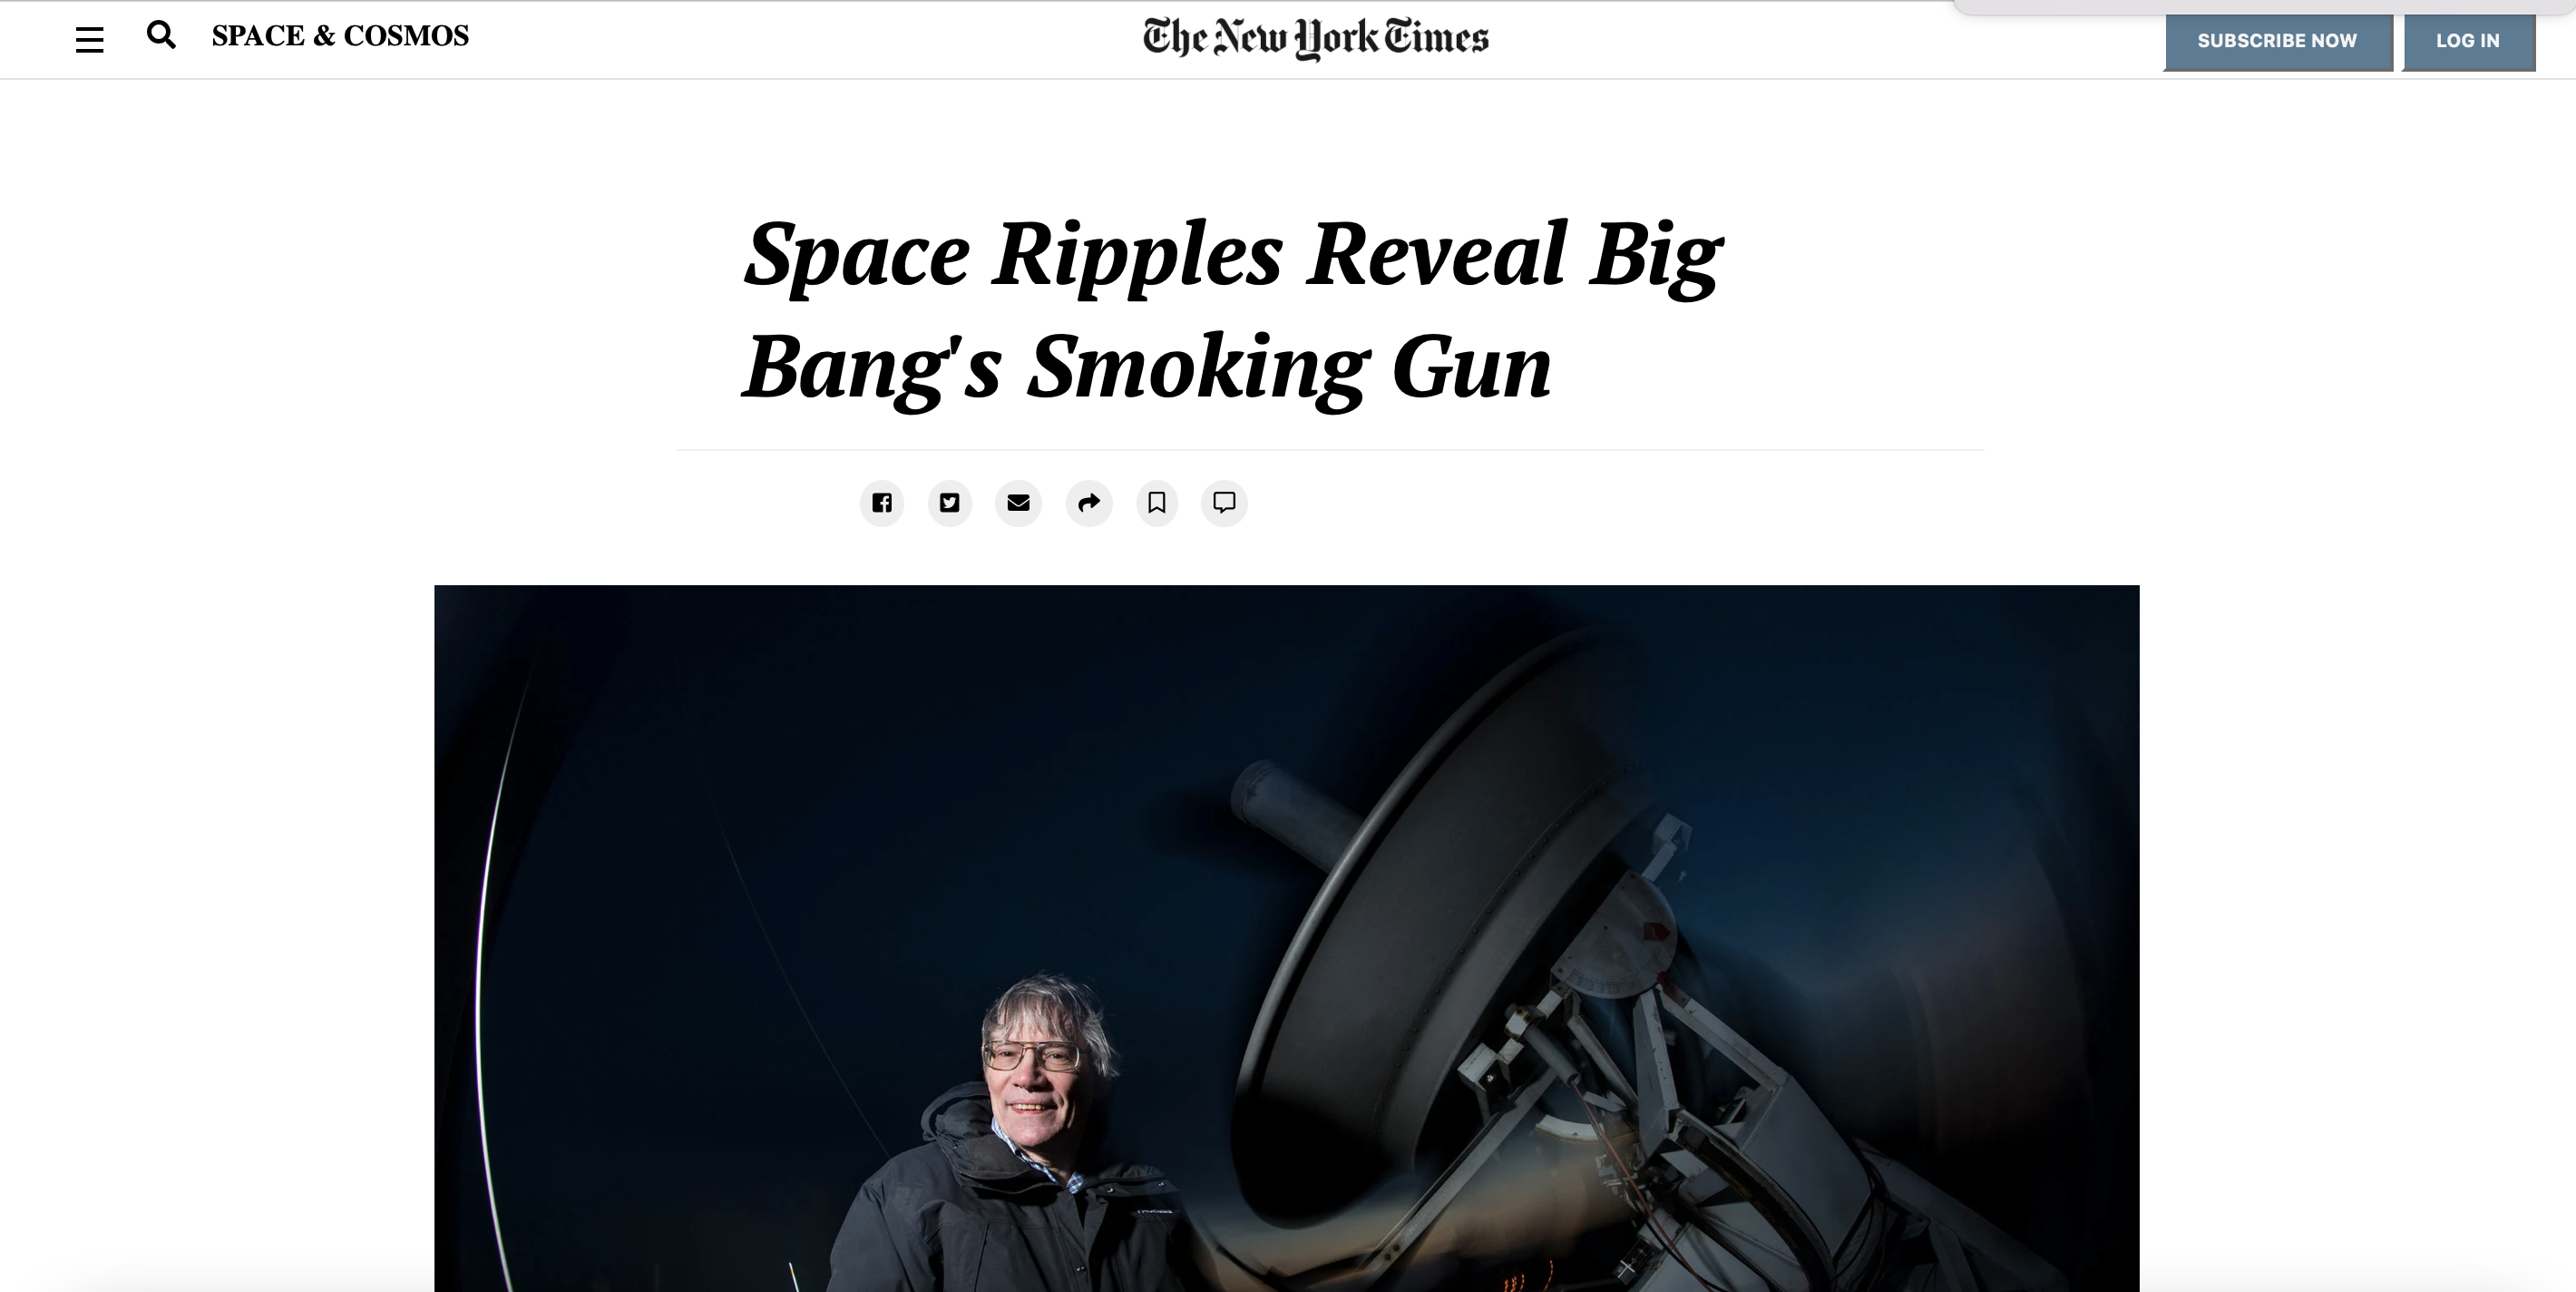 SPACE & COSMOS
The New York Times
SUBSCRIBE NOW
LOG IN
Space Ripples Reveal Big
Bang's Smoking Gun